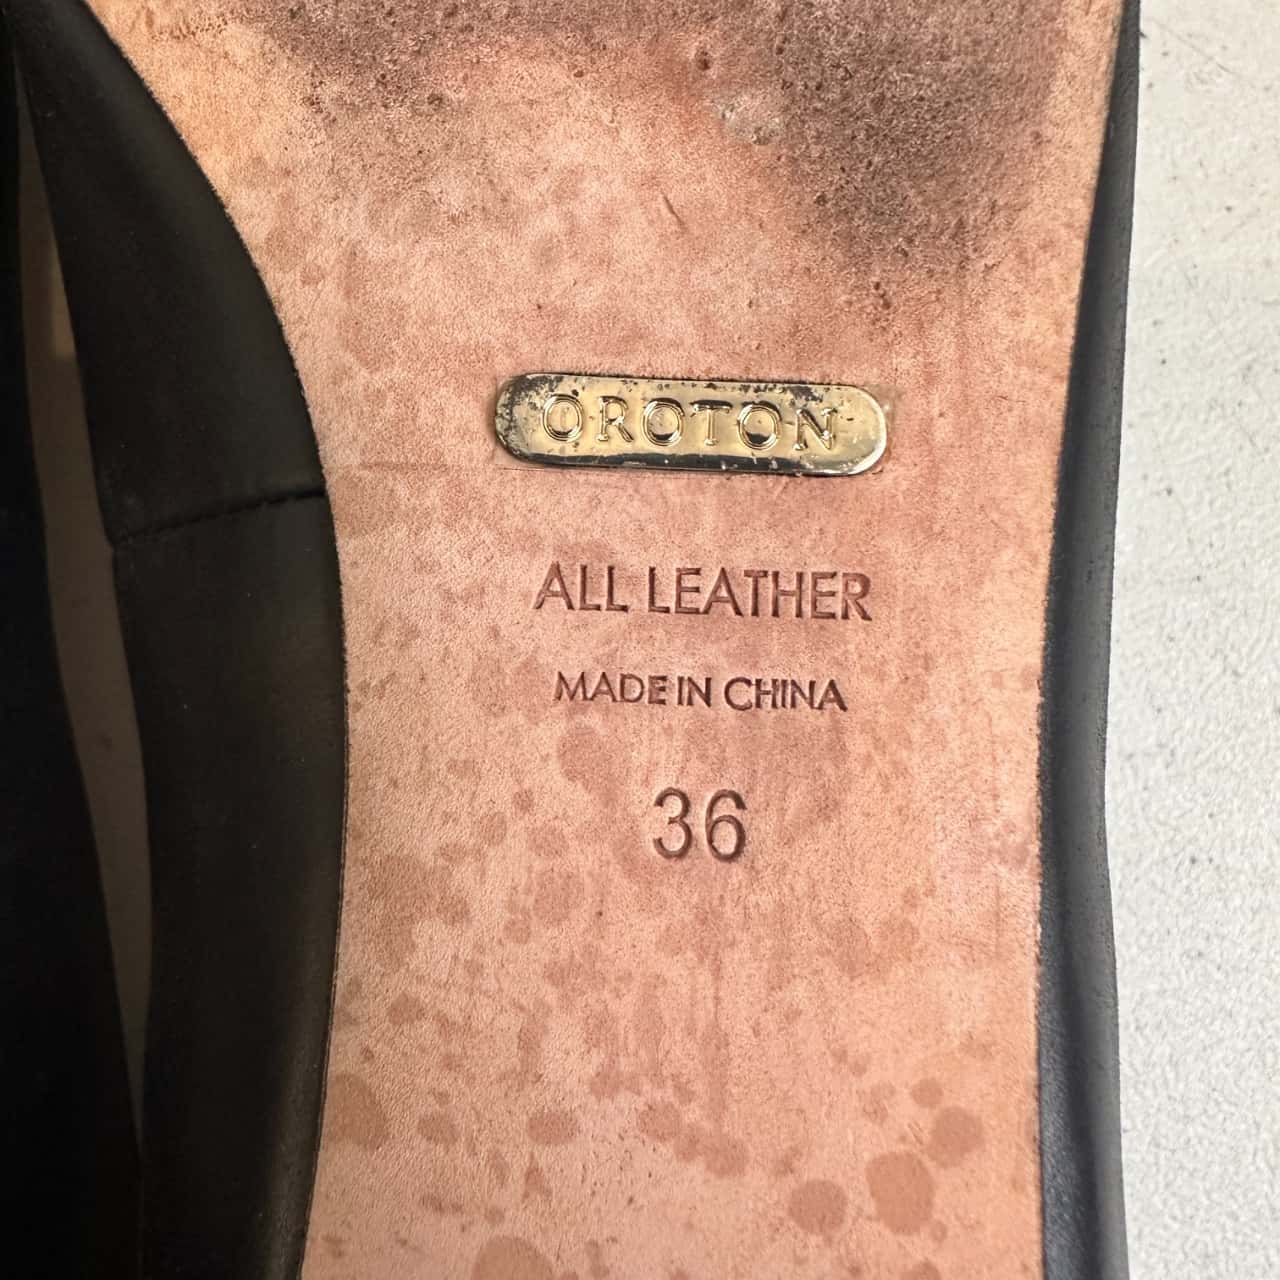 OROTON
ALL LEATHER
MADE IN CHINA
36